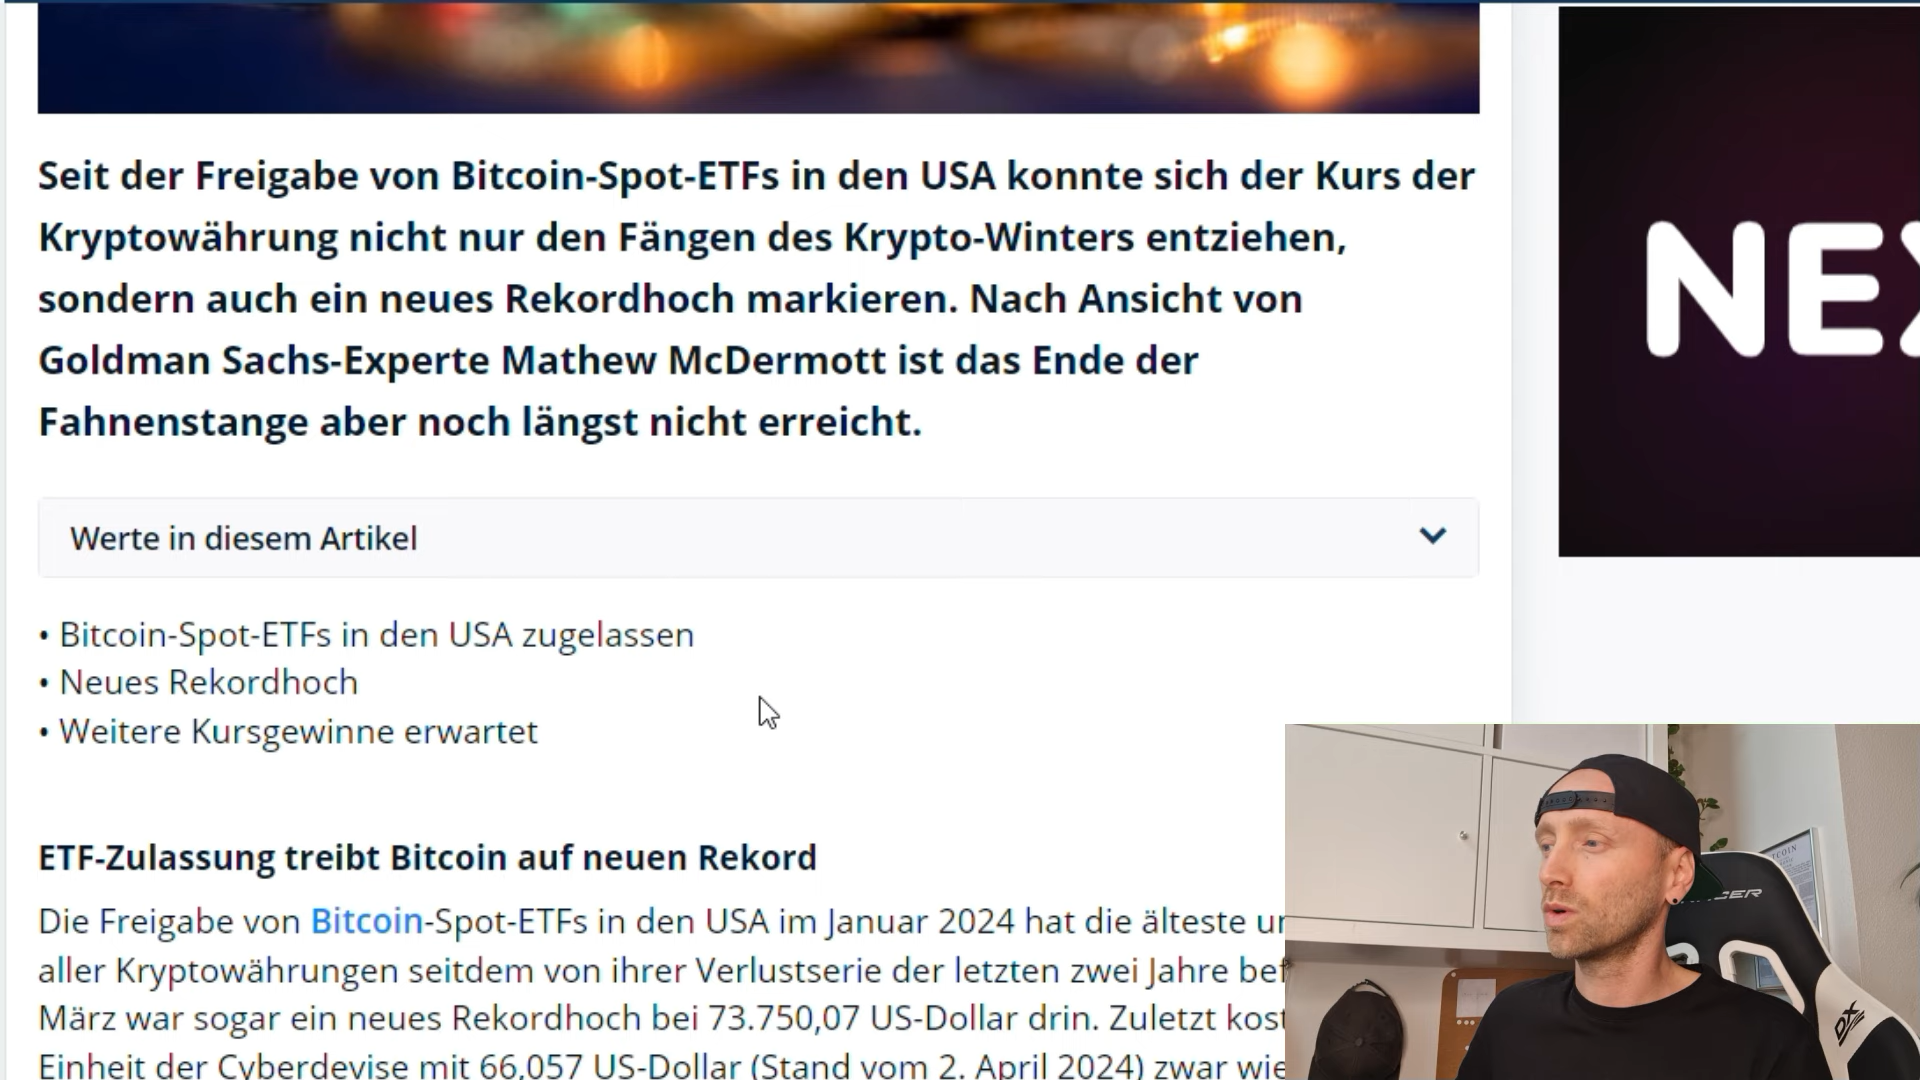 Seit der Freigabe von Bitcoin-Spot-ETFs in den USA konnte sich der Kurs der
Kryptowährung nicht nur den Fängen des Krypto-Winters entziehen,
sondern auch ein neues Rekordhoch markieren. Nach Ansicht von
Goldman Sachs-Experte Mathew McDermott ist das Ende der
Fahnenstange aber noch längst nicht erreicht.
NEX
Werte in diesem Artikel
• Bitcoin-Spot-ETFs in den USA zugelassen
• Neues Rekordhoch
• Weitere Kursgewinne erwartet
ETF-Zulassung treibt Bitcoin auf neuen Rekord
Die Freigabe von Bitcoin-Spot-ETFs in den USA im Januar 2024 hat die älteste
aller Kryptowährungen seitdem von ihrer Verlustserie der letzten zwei Jahre
März war sogar ein neues Rekordhoch bei 73.750,07 US-Dollar drin. Zuletzt
Einheit der Cyberdevise mit 66,057 US-Dollar (Stand vom 2. April 2024) zwar